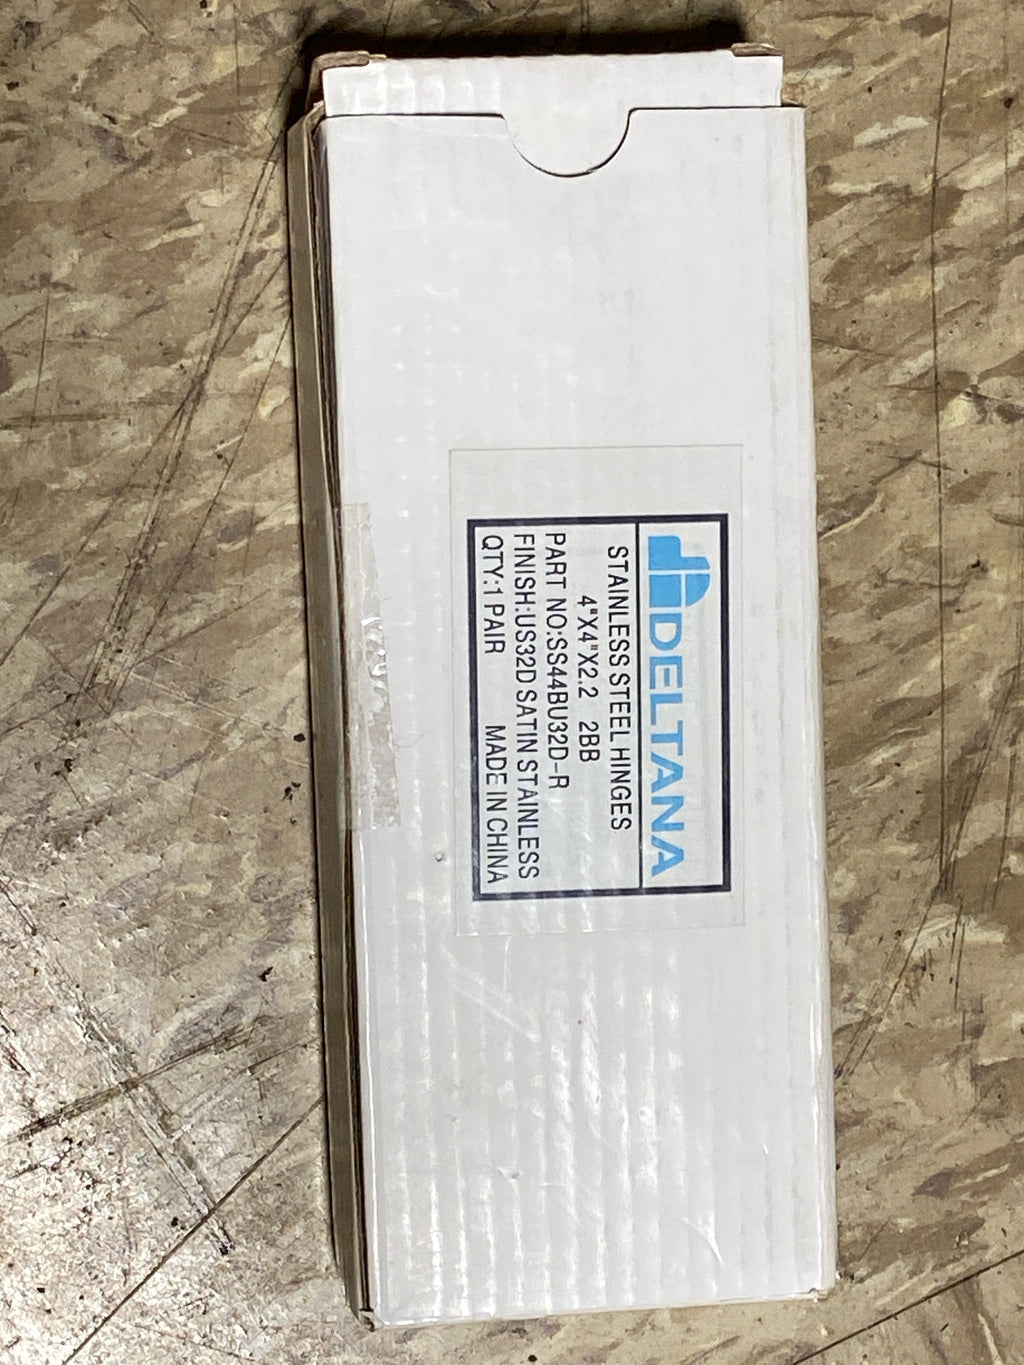 DELTANA
STAINLESS STEEL HINGES
4"X4"X2.2 2BB
PART NO:SS44BU32D-R
FINISH:US32D SATIN STAINLESS
QTY:1 PAIR MADE IN CHINA